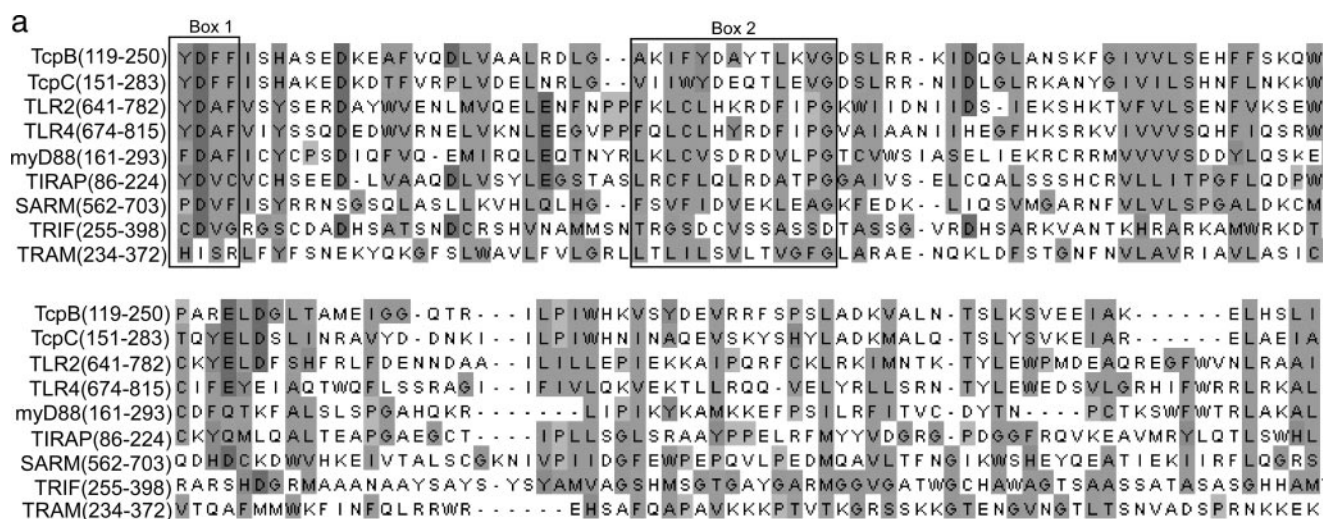 a
Box 1 Box 2
TcpB(119-250) YDFFISHASEDKEAFVQDLVAALRDLG--AKIFYDAYTLKVGDSLRR-KIDQGLANSKFGIVVLSEHFFSKQW
TcpC(151-283) YDFFISHAKEDKDTFVRPLVDELNRLG--VIIWYDEQTLKVGDSLRR-NIDLGLRKANYGIVILSHNFLNKKW
TLR2(641-782) YDAFVSYSERDAYWVENLMVQELENFNPPFKLCLHKRDFIPGKWIIDNIIDS-IEKSHKTVFVLSENFVKSEW
TLR4(674-815) YDAFVIYSSQDEDWVRNELVKNLEEGVPPFQLCLHYRDFIPGVAIAANIIHEGFHKSRKVIVVVSQHFIQSRW
myD88(161-293) FDAFICYCPSDIQFVQ-EMIRQLEQTNYRLKLCVSDRDVLPGTCVWSIASELIEKRCRRMVVVVSDDYLQSKE
TIRAP(86-224) YDVCVCHSEED-LVAAQDLVSYLEGSTASLRCFLQLRDATPGGAIVS-ELCQALSSSHCRVLLITPGFLQDPW
SARM(562-703) PDVFISYRRNSGSQLASLLKVHLQLHG--FSVFIDVEKLEAGKFEDK--LIQSVMGARNFVLVLSPGALDKCM
TRIF(255-398) CDVGRGSCDADHSATSNDCRSHVNAMMSNTRGSDCVSSASSDTASSG-VRDHSARKVANTKHRARKAMWRKDT
TRAM(234-372) HISRLFYFSNEKYQKGFSLWAVLFVLGRLLTLILSVLTVGFGLARAE-NQKLDFSTGNFNVLAVRIAVLASIC
TcpB(119-250) PARELDGLTAMEIGG-QTR---ILPIWHKVSYDEVRRFSPSLADKVALN-TSLKSVEEIAK------ELHSLI
TcpC(151-283) TQYELDSLINRAVYD-DNKI--ILPIWHNINAQEVSKYSHYLADKMALQ-TSLYSVKEIAR------ELAEIA
TLR2(641-782) CKYELDFSHFRLFDENNDAA--ILILLEPIEKKAIPQRFCKLRKIMNTK-TYLEWPMDEAQREGFWVNLRAAI
TLR4(674-815) CIFEYEIAQTWQFLSSRAGI--IFIVLQKVEKTLLRQQ-VELYRLLSRN-TYLEWEDSVLGRHIFWRRLRKAL
myD88(161-293) CDFQTKFALSLSPGAHQKR-------LIPIKYKAMKKEFPSILRFITVC-DYTN-----PCTKSWFWTRLAKAL
TIRAP(86-224) CKYQMLQALTEAPGAEGCT----IPLLSGLSRAAYPPELRFMYYVDGRG-PDGGFRQVKEAVMRYLQTLSWHL
SARM(562-703) QDHDCKDWVHKEIVTALSCGKNIVPIIDGFEWPEPQVLPEDMQAVLTFNGIKWSHEYQEATIEKIIRFLQGRS
TRIF(255-398) RARSHDGRMAAANAAYSAYS-YSYAMVAGSHMSGTGAYGARMGGVGATWGCHAWAGTSAASSATASASGHHAM
TRAM(234-372) VTQAFMMWKFINFQLRRWR------EHSAFQAPAVKKKPTVTKGRSSKKGTENGVNGTLTSNVADSPRNKKEK